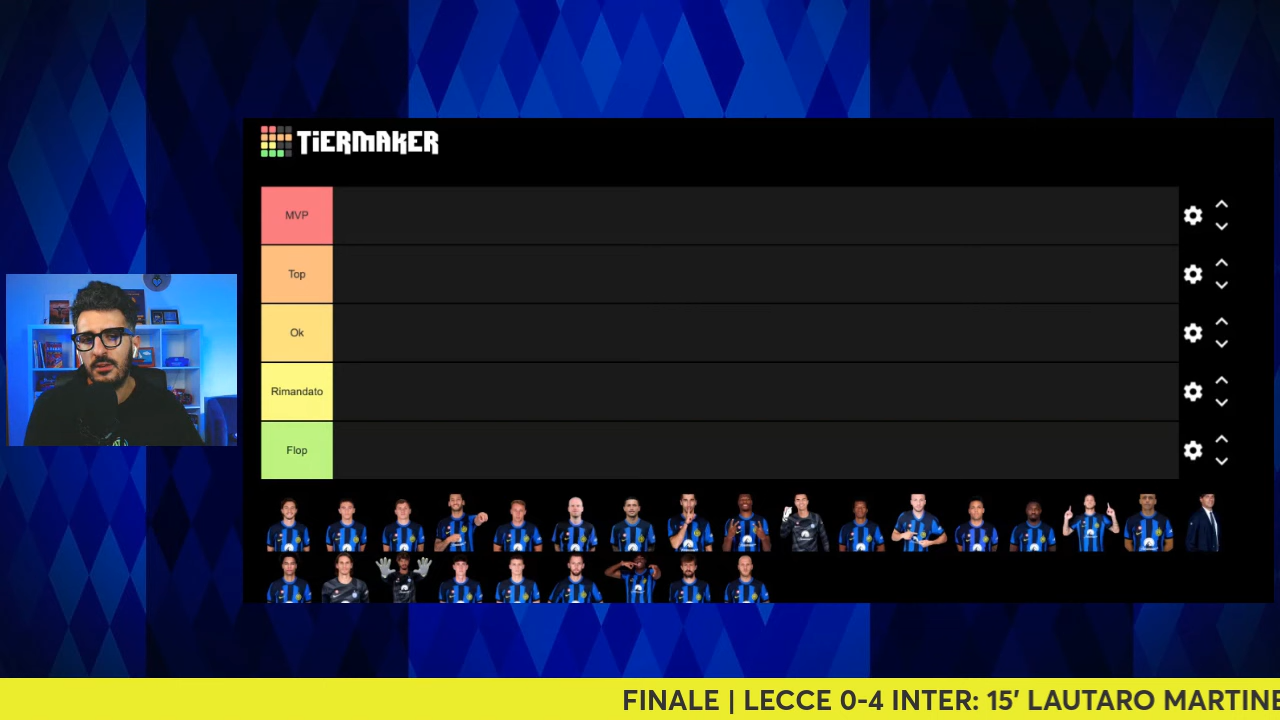 TiERMAKER
MVP
Top
Ok
Rimandato
Flop
FINALE | LECCE 0-4 INTER: 15' LAUTARO MARTINE